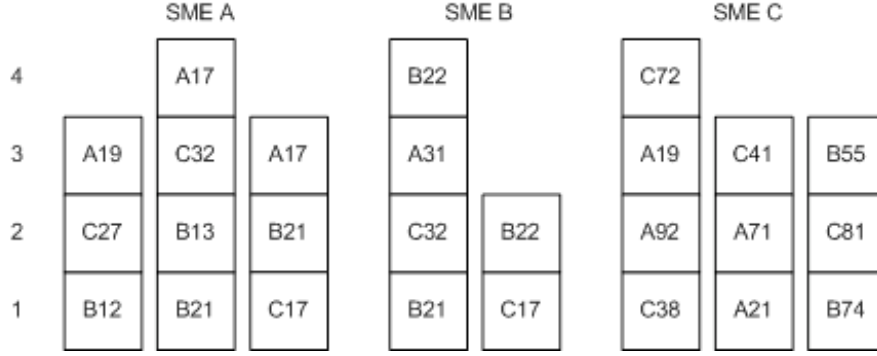 SME A SME B SME C
4 A17 B22 C72
3 A19 C32 A17 A31 A19 C41 B55
2 C27 B13 B21 C32 B22 A92 A71 C81
1 B12 B21 C17 B21 C17 C38 A21 B74